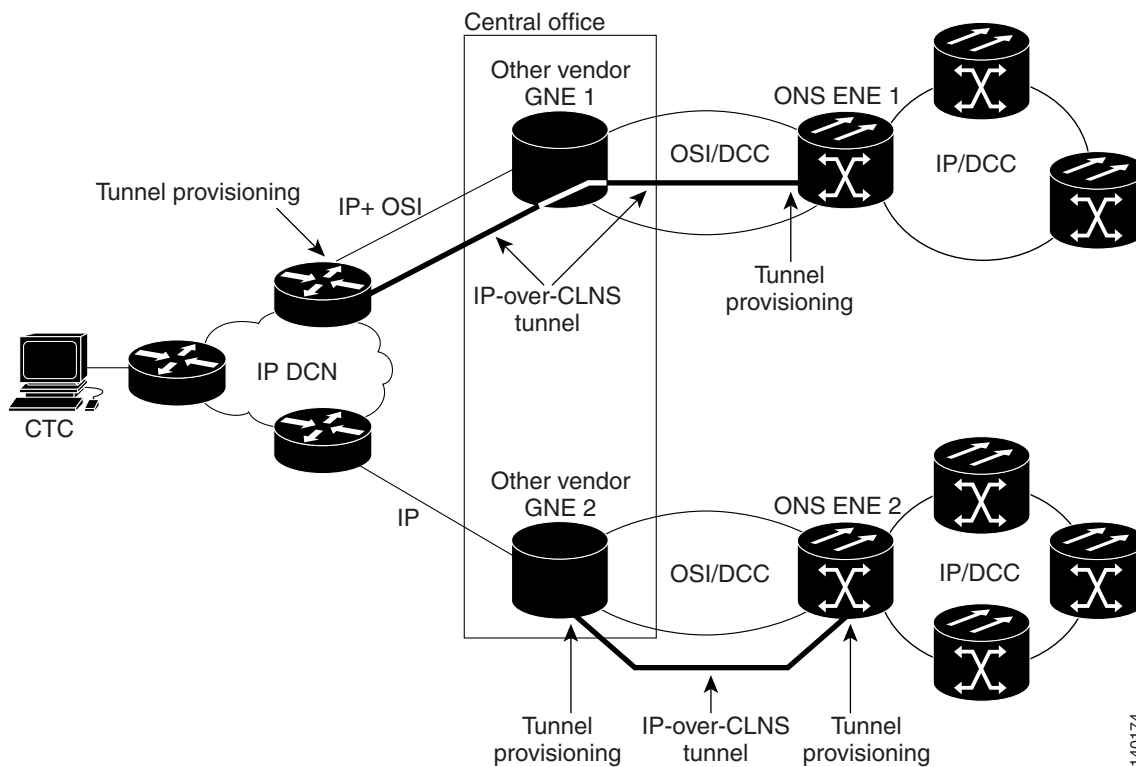 Central office
Other vendor
GNE 1
ONS ENE 1
OSI/DCC
IP/DCC
Tunnel provisioning
IP+ OSI
IP-over-CLNS
tunnel
Tunnel
provisioning
IP DCN
CTC
Other vendor
GNE 2
ONS ENE 2
IP
OSI/DCC
IP/DCC
Tunnel
provisioning
IP-over-CLNS
tunnel
Tunnel
provisioning
140174